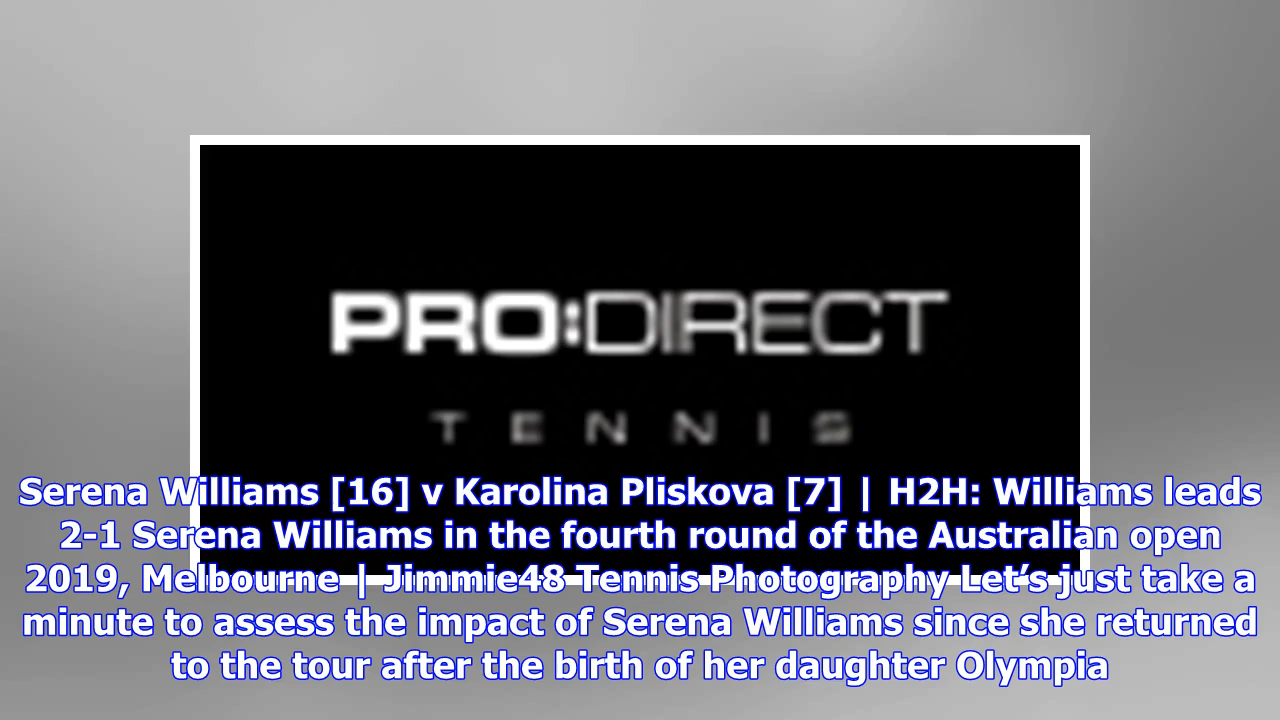 PRO:DIRECT
TENNIS
Serena Williams [16] v Karolina Pliskova [7] | H2H: Williams leads
2-1 Serena Williams in the fourth round of the Australian open
2019, Melbourne | Jimmie48 Tennis Photography Let’s just take a
minute to assess the impact of Serena Williams since she returned
to the tour after the birth of her daughter Olympia